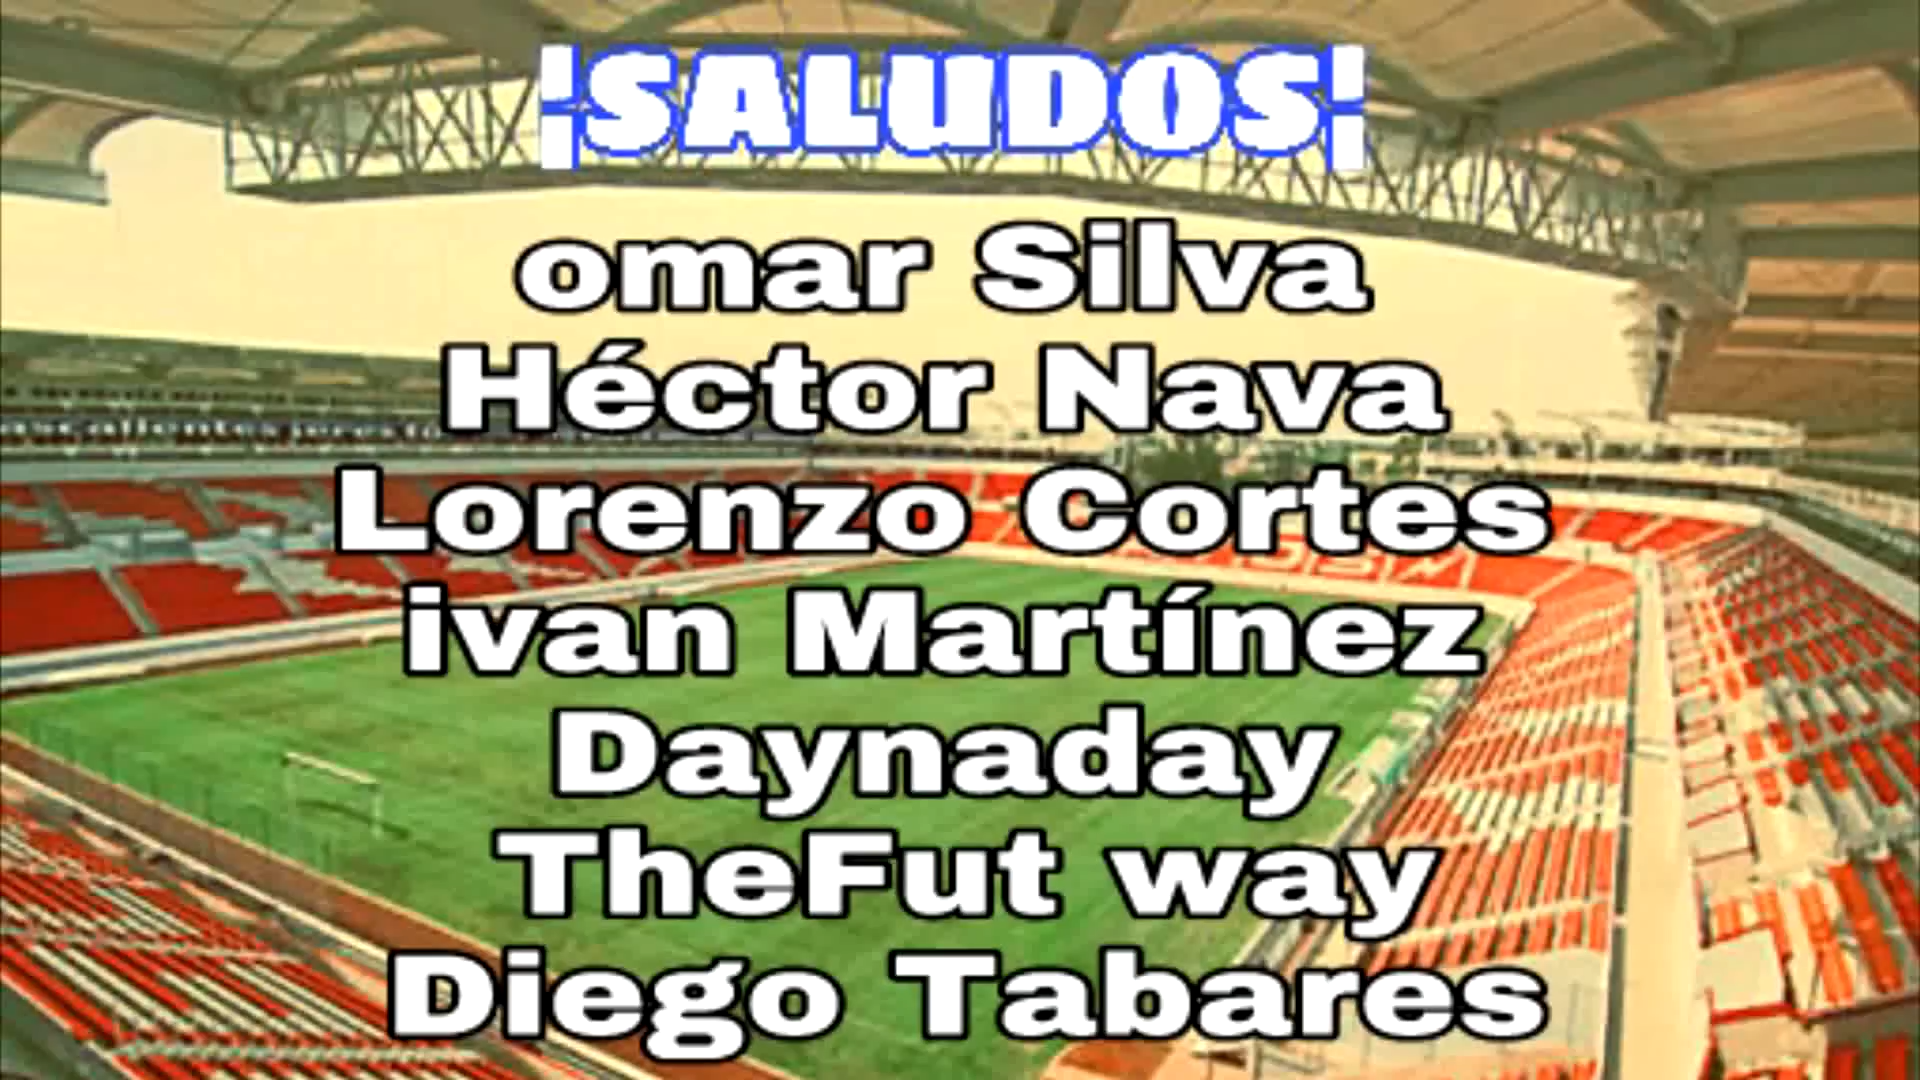 ¦SALUDOS¦
omar Silva
Héctor Nava
Lorenzo Cortes
ivan Martínez
Daynaday
TheFut way
Diego Tabares